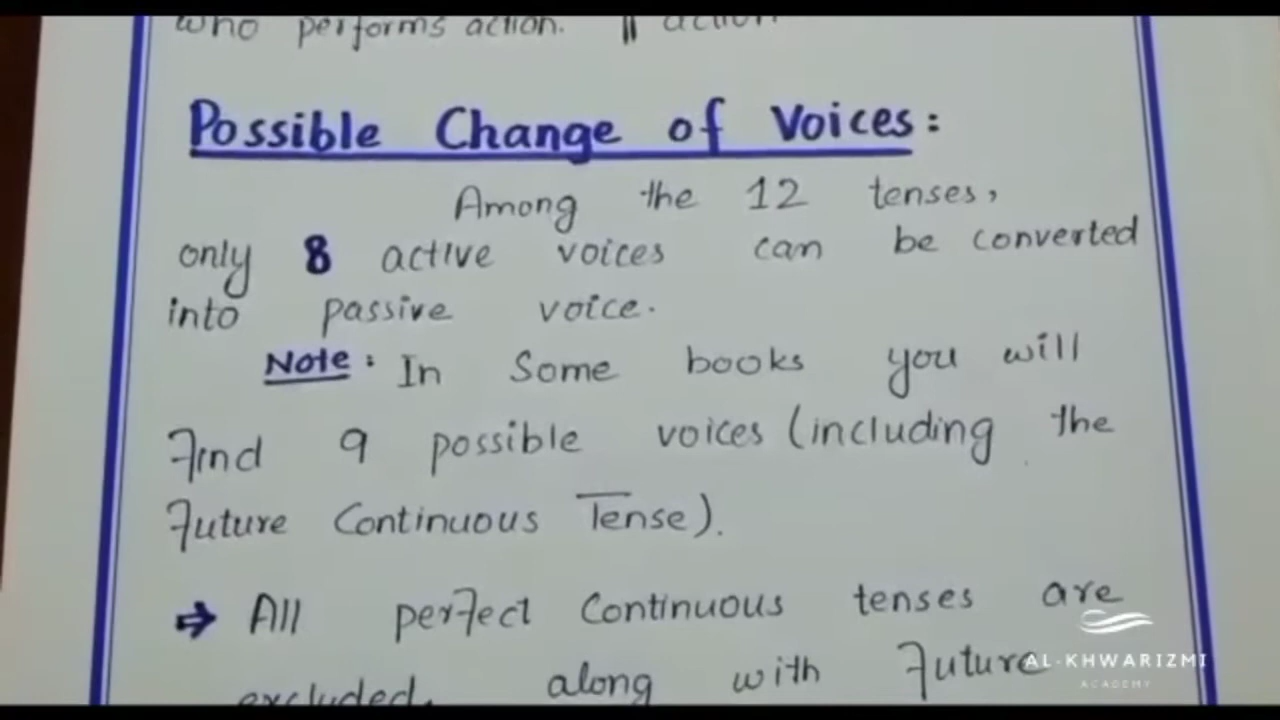 who performs action. || action.
Possible Change of Voices:
Among the 12 tenses,
only 8 active voices can be converted
into passive voice.
Note: In Some books you will
Find 9 possible voices (including the
Future Continuous Tense).
⇒ All perfect Continuous tenses are
excluded, along with Future
AL-KHWARIZMI
ACADEMY